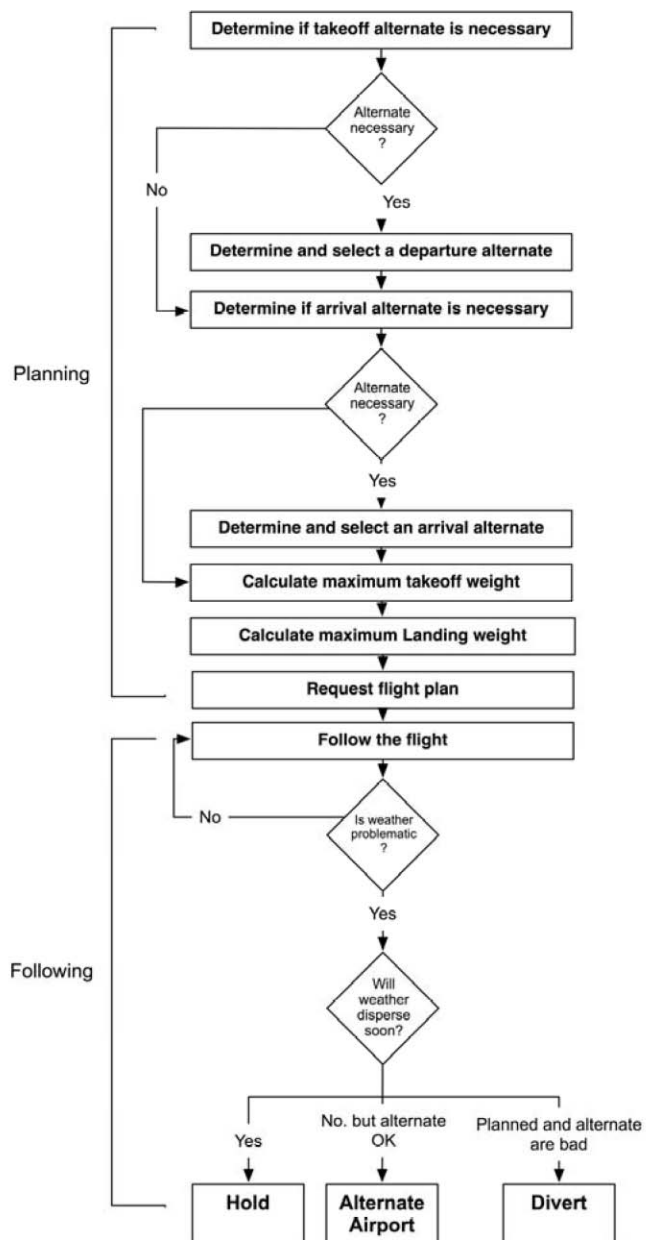 Determine if takeoff alternate is necessary
Alternate
necessary
?
No
Yes
Determine and select a departure alternate
Determine if arrival alternate is necessary
Planning
Alternate
necessary
?
Yes
Determine and select an arrival alternate
Calculate maximum takeoff weight
Calculate maximum Landing weight
Request flight plan
Follow the flight
No
Is weather
problematic
?
Yes
Following
Will
weather
disperse
soon?
Yes
No. but alternate
OK
Planned and alternate
are bad
Hold
Alternate
Airport
Divert